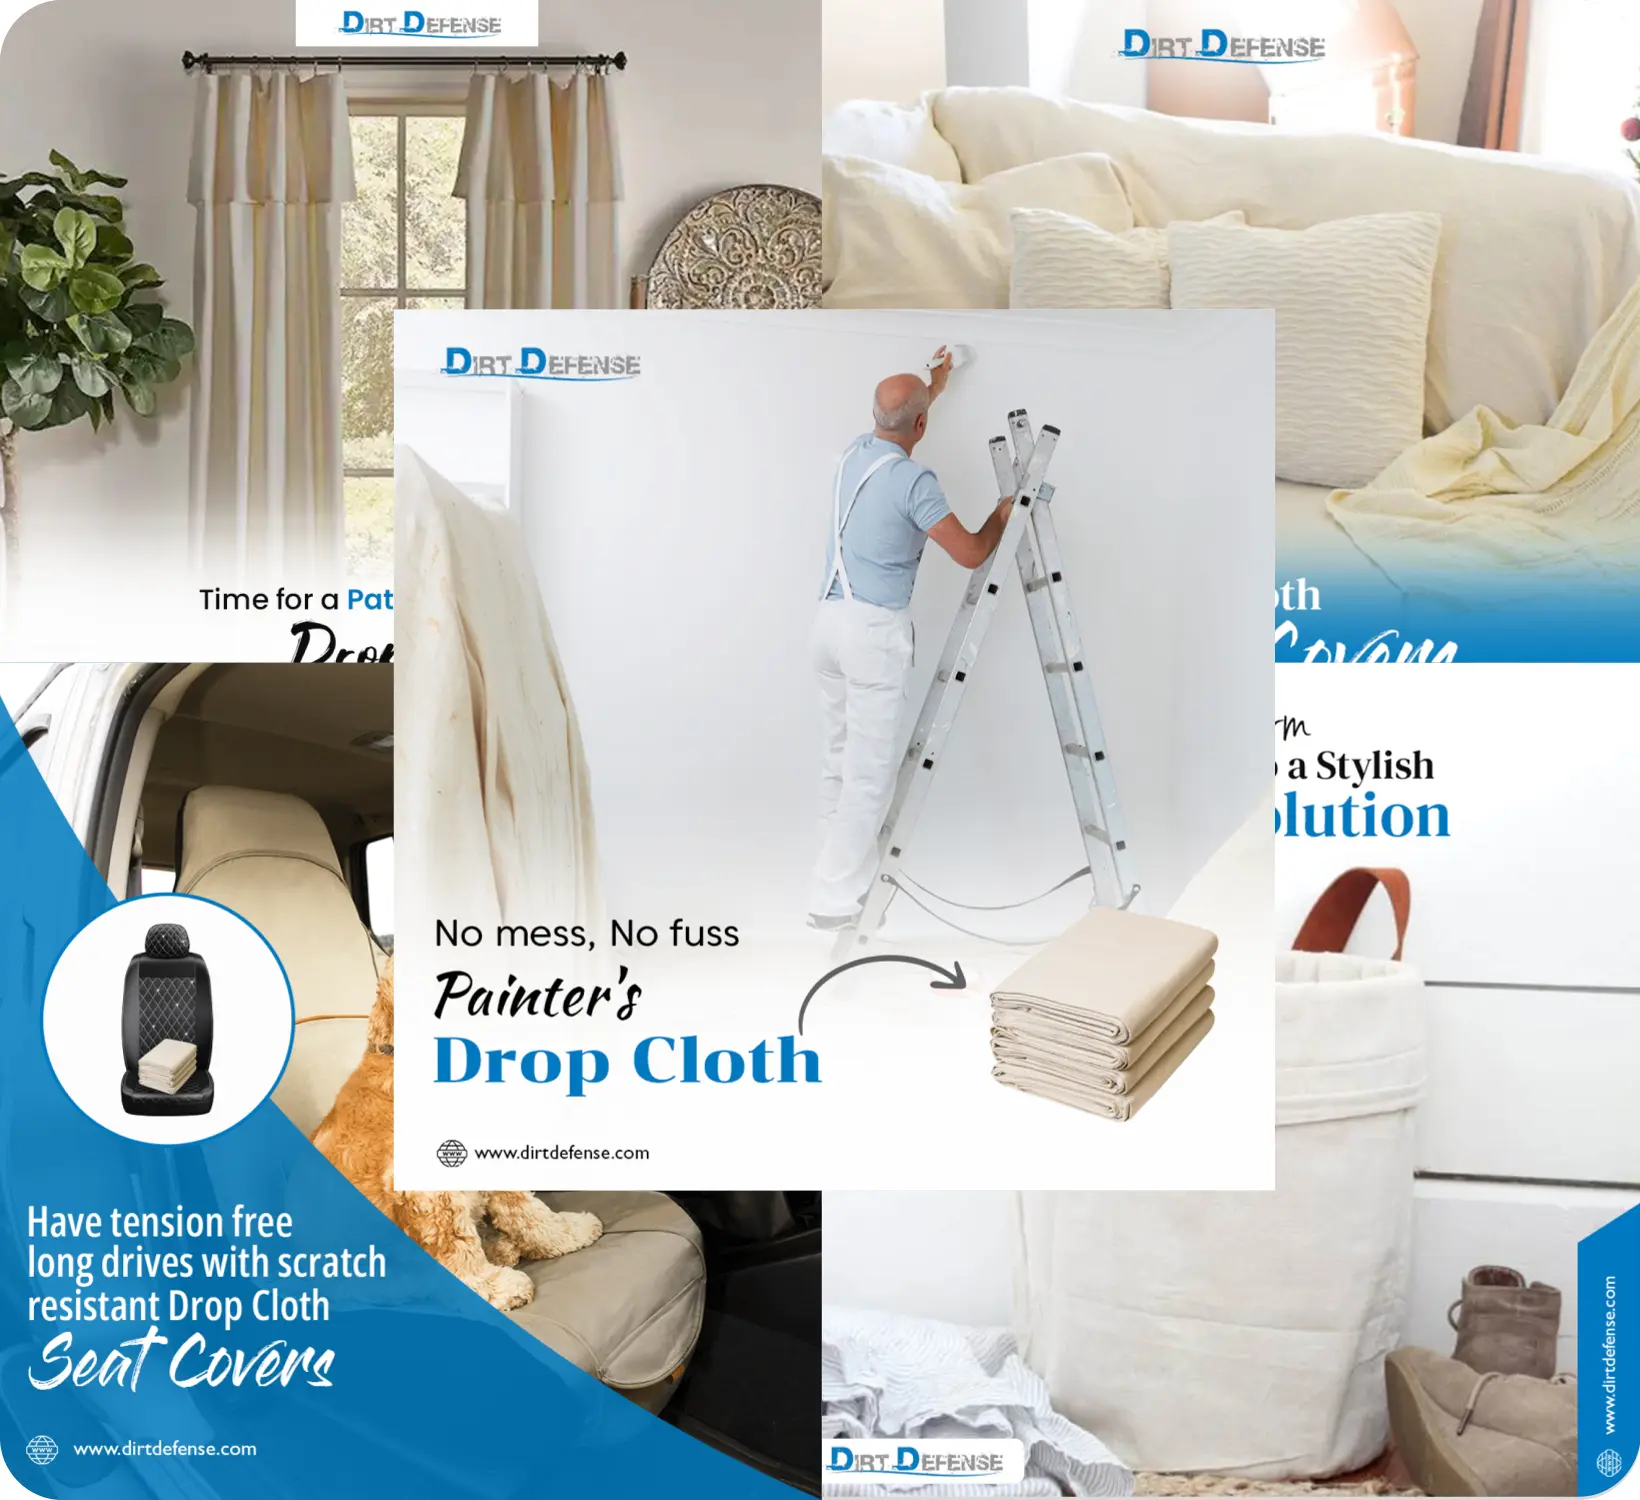 DIRT DEFENSE
Time for a
DIRT DEFENSE
a Stylish
DIRT DEFENSE
No mess, No fuss
Painter's
Drop Cloth
www
www.dirtdefense.com
Have tension free
long drives with scratch
resistant Drop Cloth
Seat Covers
www.dirtdefense.com
DIRT DEFENSE
www.dirtdefense.com